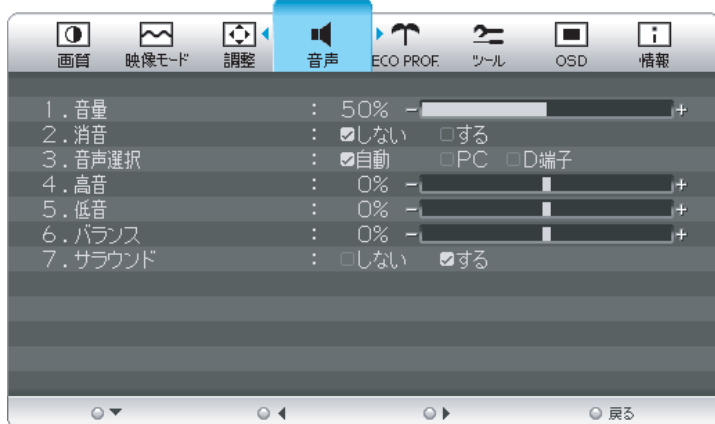 画質 映像モード 調整 音声 ECO PROF. ツール OSD 情報
1.音量 : 50% - +
2.消音 : ☑しない □する
3.音声選択 : ☑自動 □PC □D端子
4.高音 : 0% - +
5.低音 : 0% - +
6.バランス : 0% - +
7.サラウンド : □しない ☑する
戻る